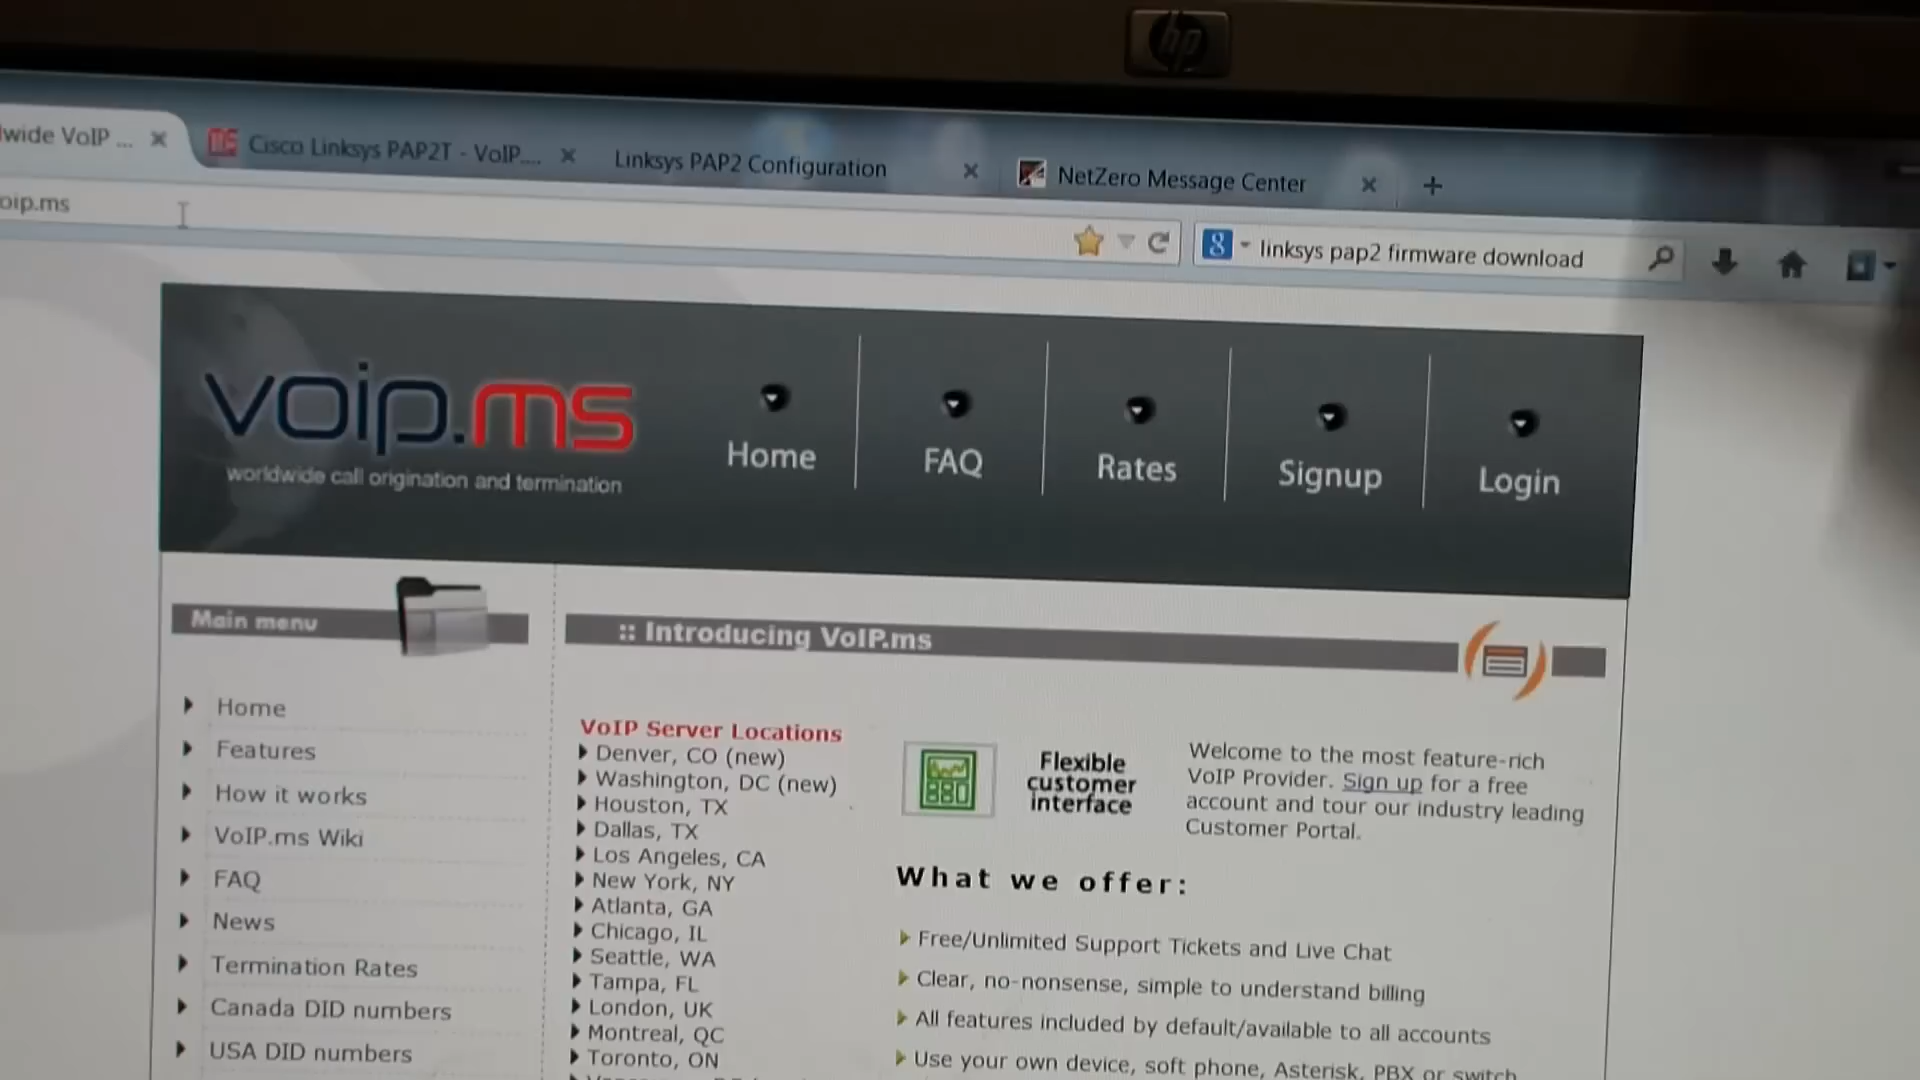 hp
lwide VoIP ...
Cisco Linksys PAP2T - VoIP....
Linksys PAP2 Configuration
NetZero Message Center
oip.ms
linksys pap2 firmware download
voip.ms
worldwide call origination and termination
Home
FAQ
Rates
Signup
Login
Main menu
Home
Features
How it works
VoIP.ms Wiki
FAQ
News
Termination Rates
Canada DID numbers
USA DID numbers
:: Introducing VoIP.ms
VoIP Server Locations
Denver, CO (new)
Washington, DC (new)
Houston, TX
Dallas, TX
Los Angeles, CA
New York, NY
Atlanta, GA
Chicago, IL
Seattle, WA
Tampa, FL
London, UK
Montreal, QC
Toronto, ON
Flexible
customer
interface
Welcome to the most feature-rich
VoIP Provider. Sign up for a free
account and tour our industry leading
Customer Portal.
What we offer:
Free/Unlimited Support Tickets and Live Chat
Clear, no-nonsense, simple to understand billing
All features included by default/available to all accounts
Use your own device, soft phone, Asterisk, PBX or switch